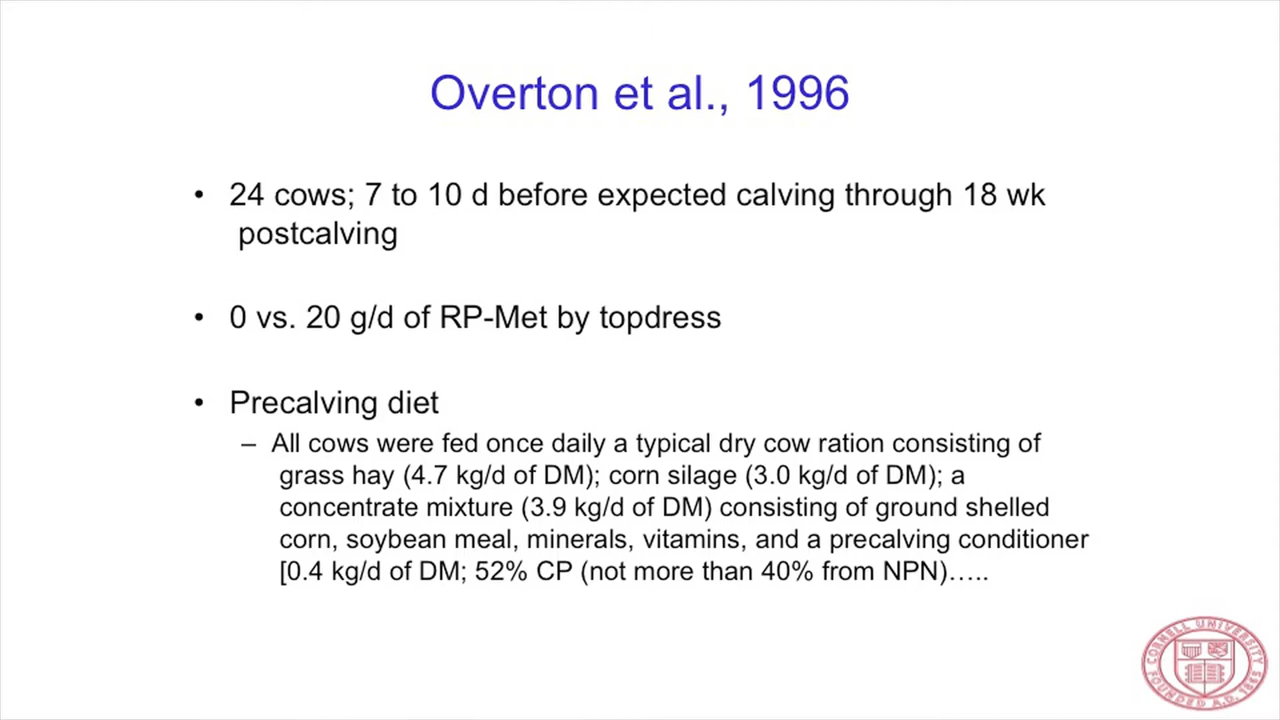 Overton et al., 1996
• 24 cows; 7 to 10 d before expected calving through 18 wk
postcalving
• 0 vs. 20 g/d of RP-Met by topdress
• Precalving diet
– All cows were fed once daily a typical dry cow ration consisting of
grass hay (4.7 kg/d of DM); corn silage (3.0 kg/d of DM); a
concentrate mixture (3.9 kg/d of DM) consisting of ground shelled
corn, soybean meal, minerals, vitamins, and a precalving conditioner
[0.4 kg/d of DM; 52% CP (not more than 40% from NPN)…..
CORNELL UNIVERSITY
FOUNDED A.D. 1865